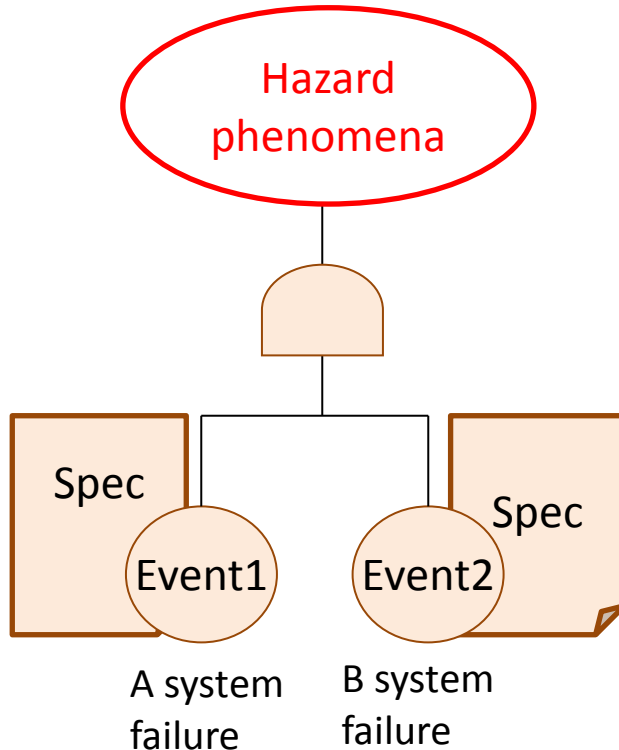 Hazard
phenomena
Spec
Spec
Event1
Event2
A system
failure
B system
failure